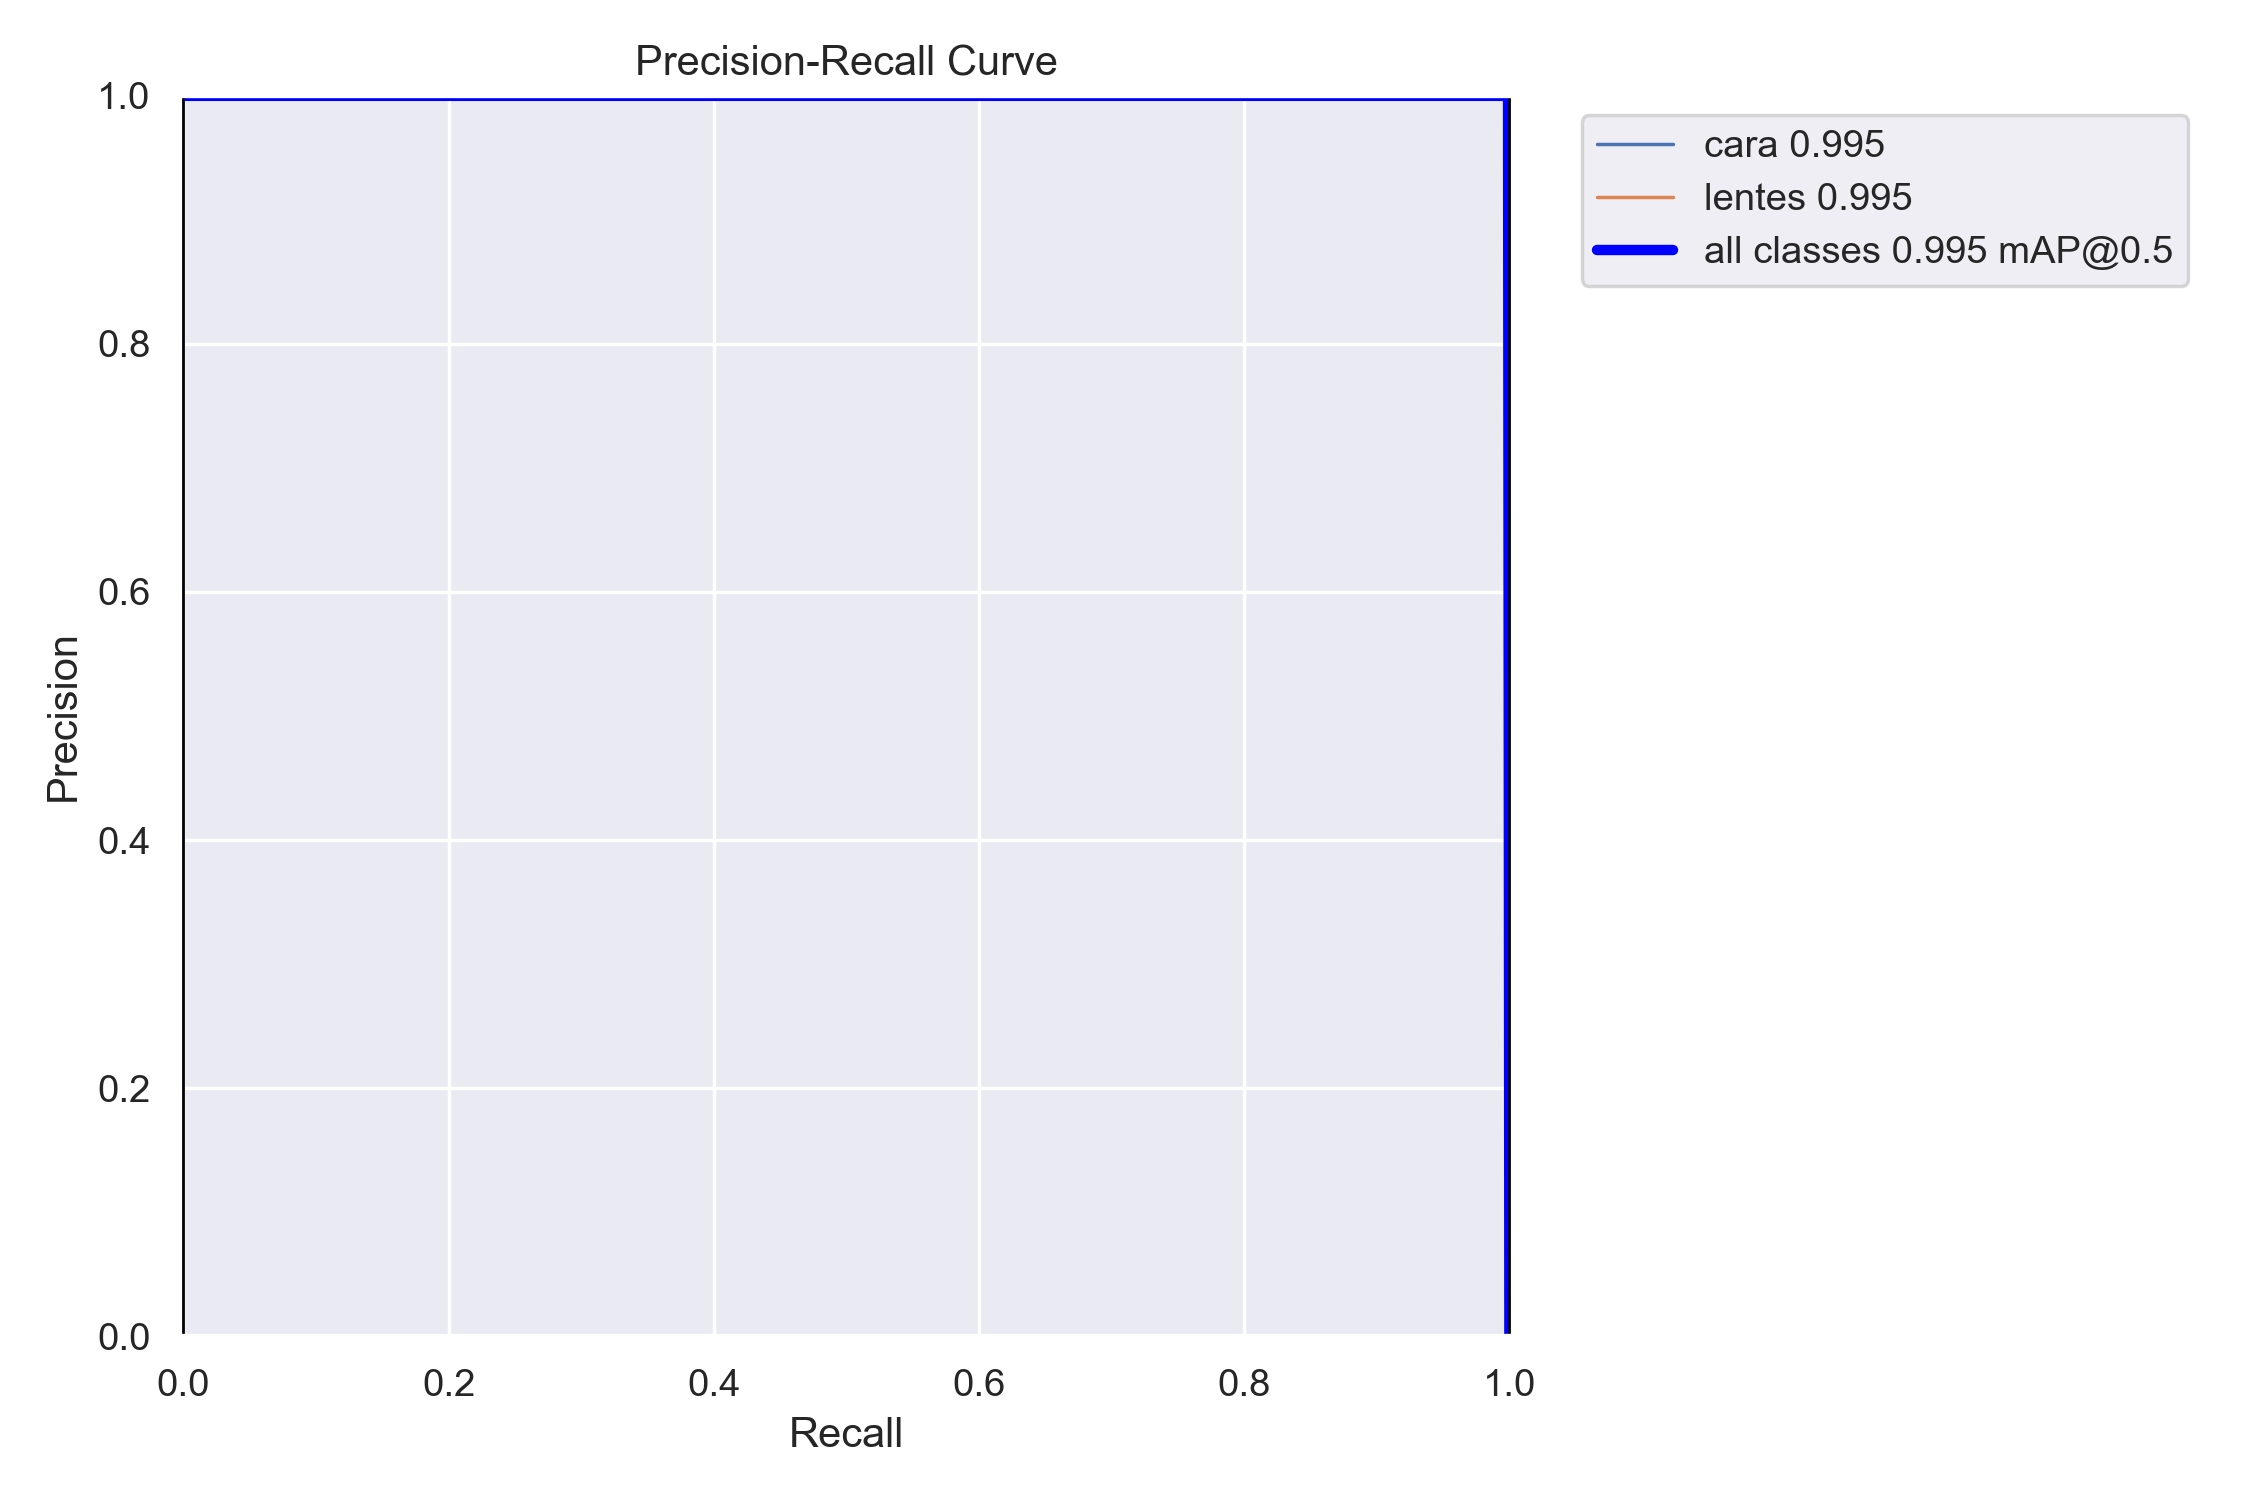 Precision-Recall Curve
1.0
0.8
0.6
0.4
0.2
0.0
Precision
0.0 0.2 0.4 0.6 0.8 1.0
Recall
cara 0.995
lentes 0.995
all classes 0.995 mAP@0.5